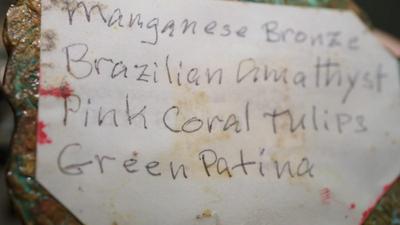 Manganese Bronze
Brazilian amathyst
Pink Coral Tulips
Green Patina